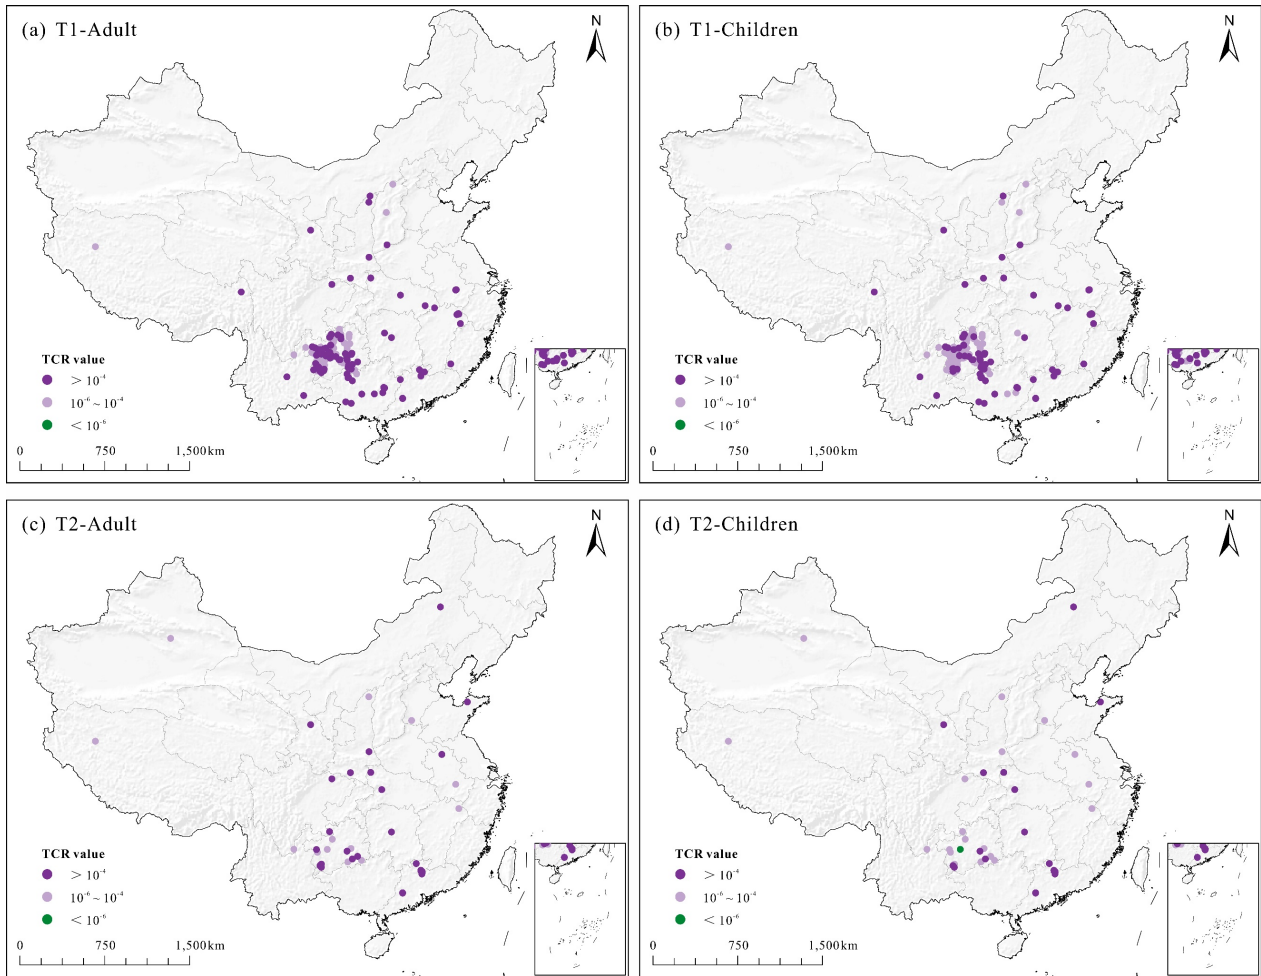 (a) T1-Adult
N
TCR value
＞10⁻⁴
10⁻⁶～10⁻⁴
＜10⁻⁶
0 750 1,500km
(b) T1-Children
N
TCR value
＞10⁻⁴
10⁻⁶～10⁻⁴
＜10⁻⁶
0 750 1,500km
(c) T2-Adult
N
TCR value
＞10⁻⁴
10⁻⁶～10⁻⁴
＜10⁻⁶
0 750 1,500km
(d) T2-Children
N
TCR value
＞10⁻⁴
10⁻⁶～10⁻⁴
＜10⁻⁶
0 750 1,500km